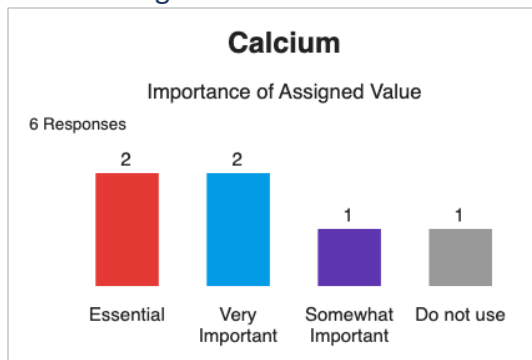 Calcium
Importance of Assigned Value
6 Responses
2
2
1
1
Essential
Very
Important
Somewhat
Important
Do not use